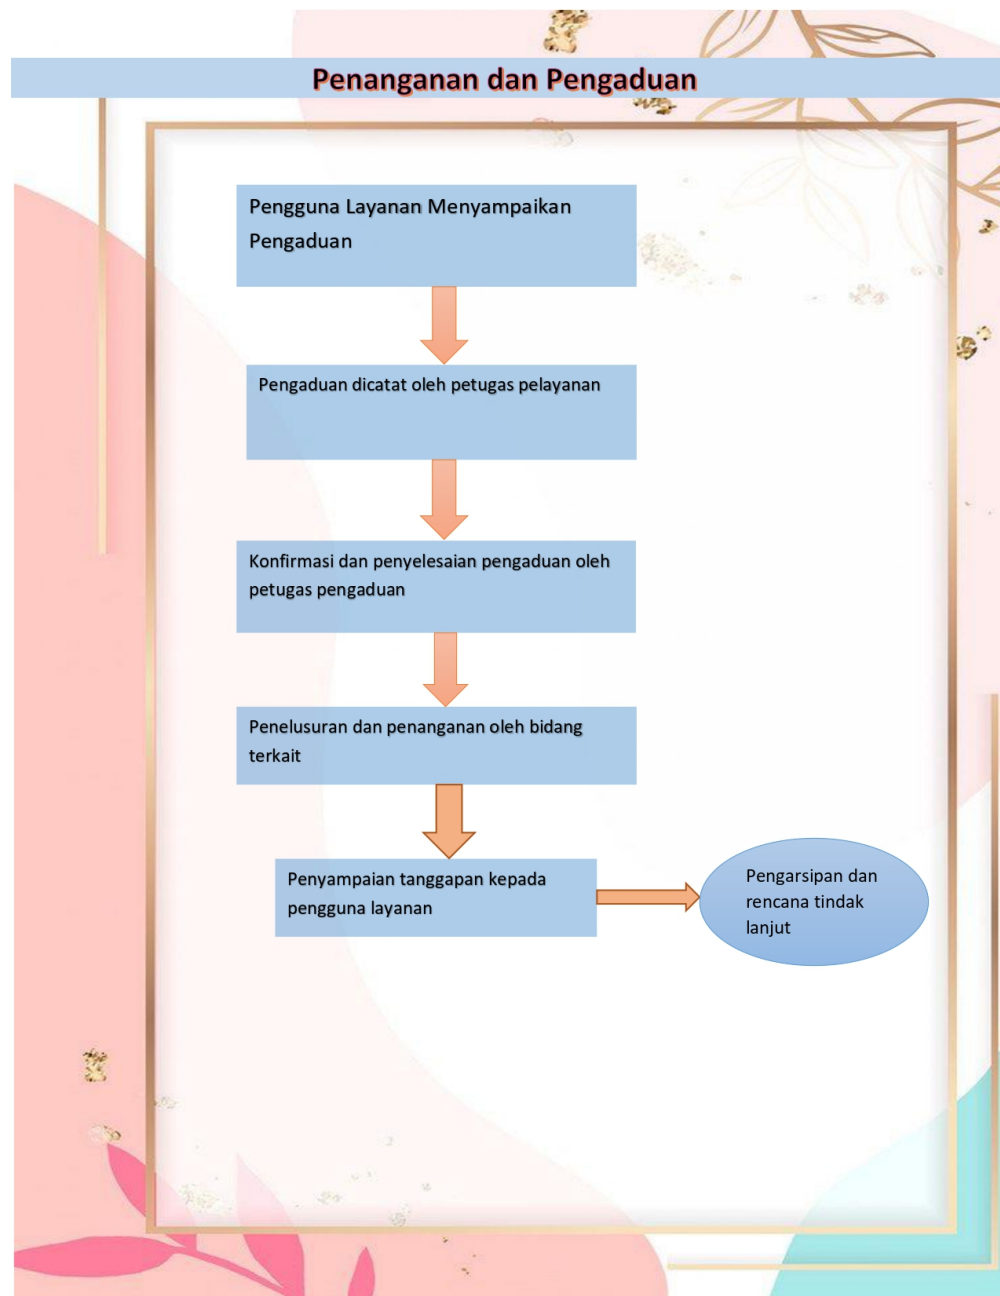 Penanganan dan Pengaduan
Pengguna Layanan Menyampaikan
Pengaduan
Pengaduan dicatat oleh petugas pelayanan
Konfirmasi dan penyelesaian pengaduan oleh
petugas pengaduan
Penelusuran dan penanganan oleh bidang
terkait
Penyampaian tanggapan kepada
pengguna layanan
Pengarsipan dan
rencana tindak
lanjut